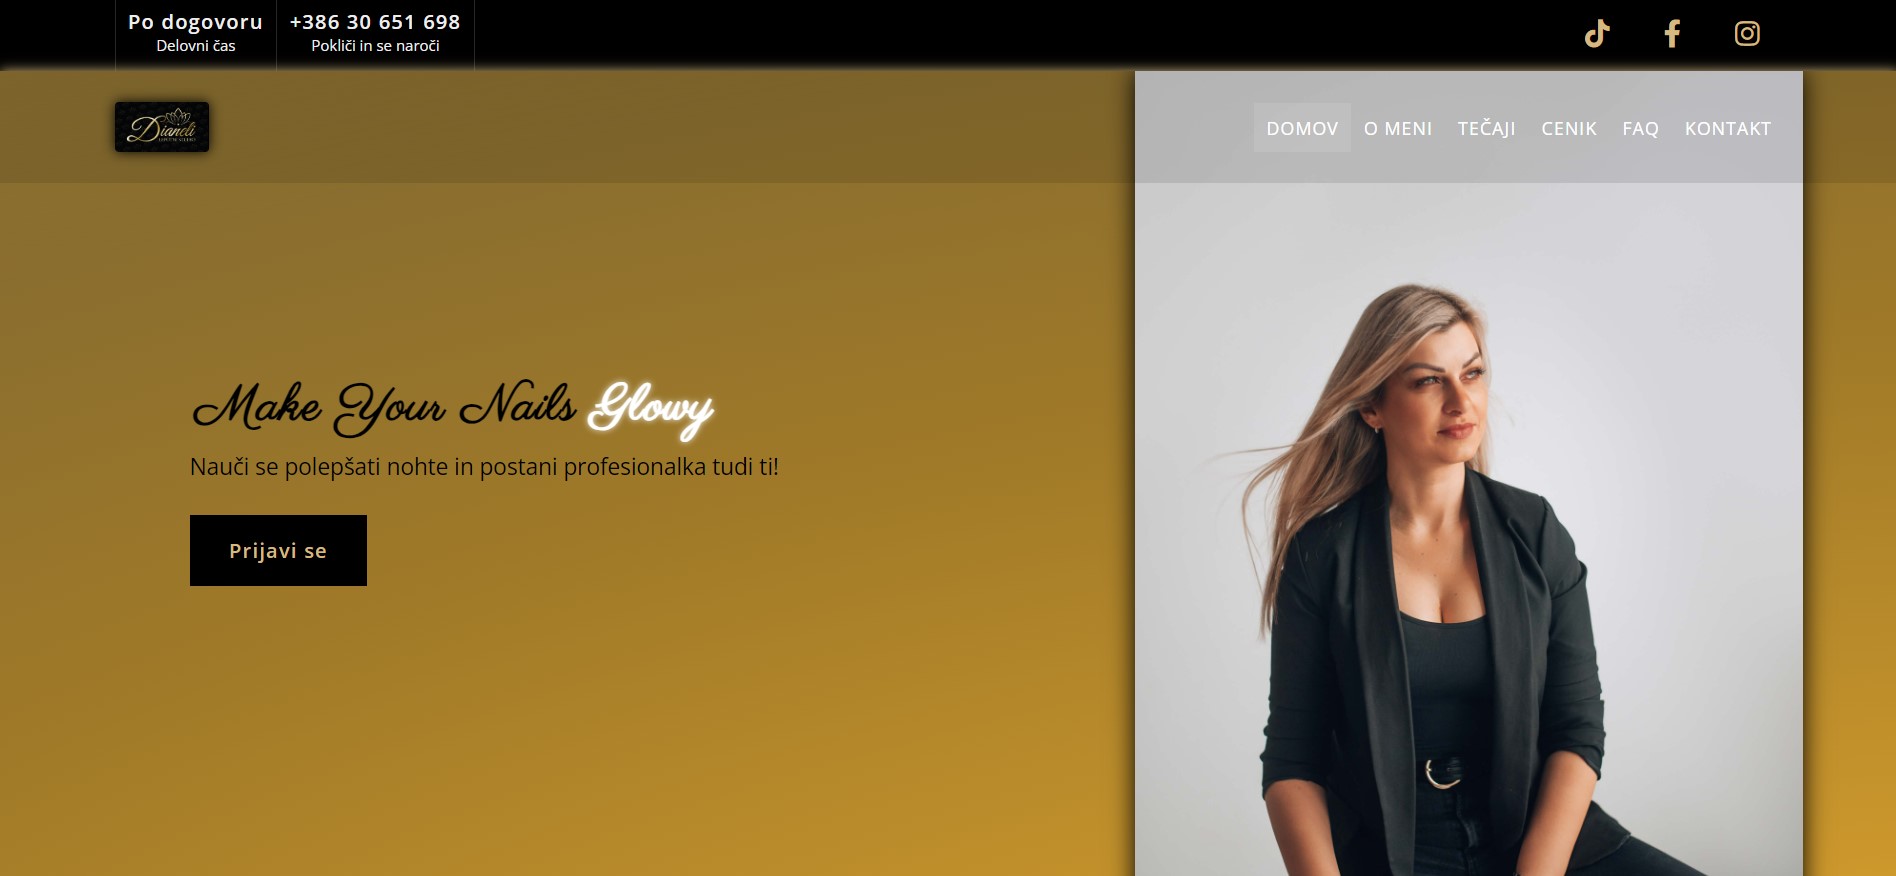 Po dogovoru
Delovni čas
+386 30 651 698
Pokliči in se naroči
Dianeli
DOMOV O MENI TEČAJI CENIK FAQ KONTAKT
Make Your Nails Glowy
Nauči se polepšati nohte in postani profesionalka tudi ti!
Prijavi se